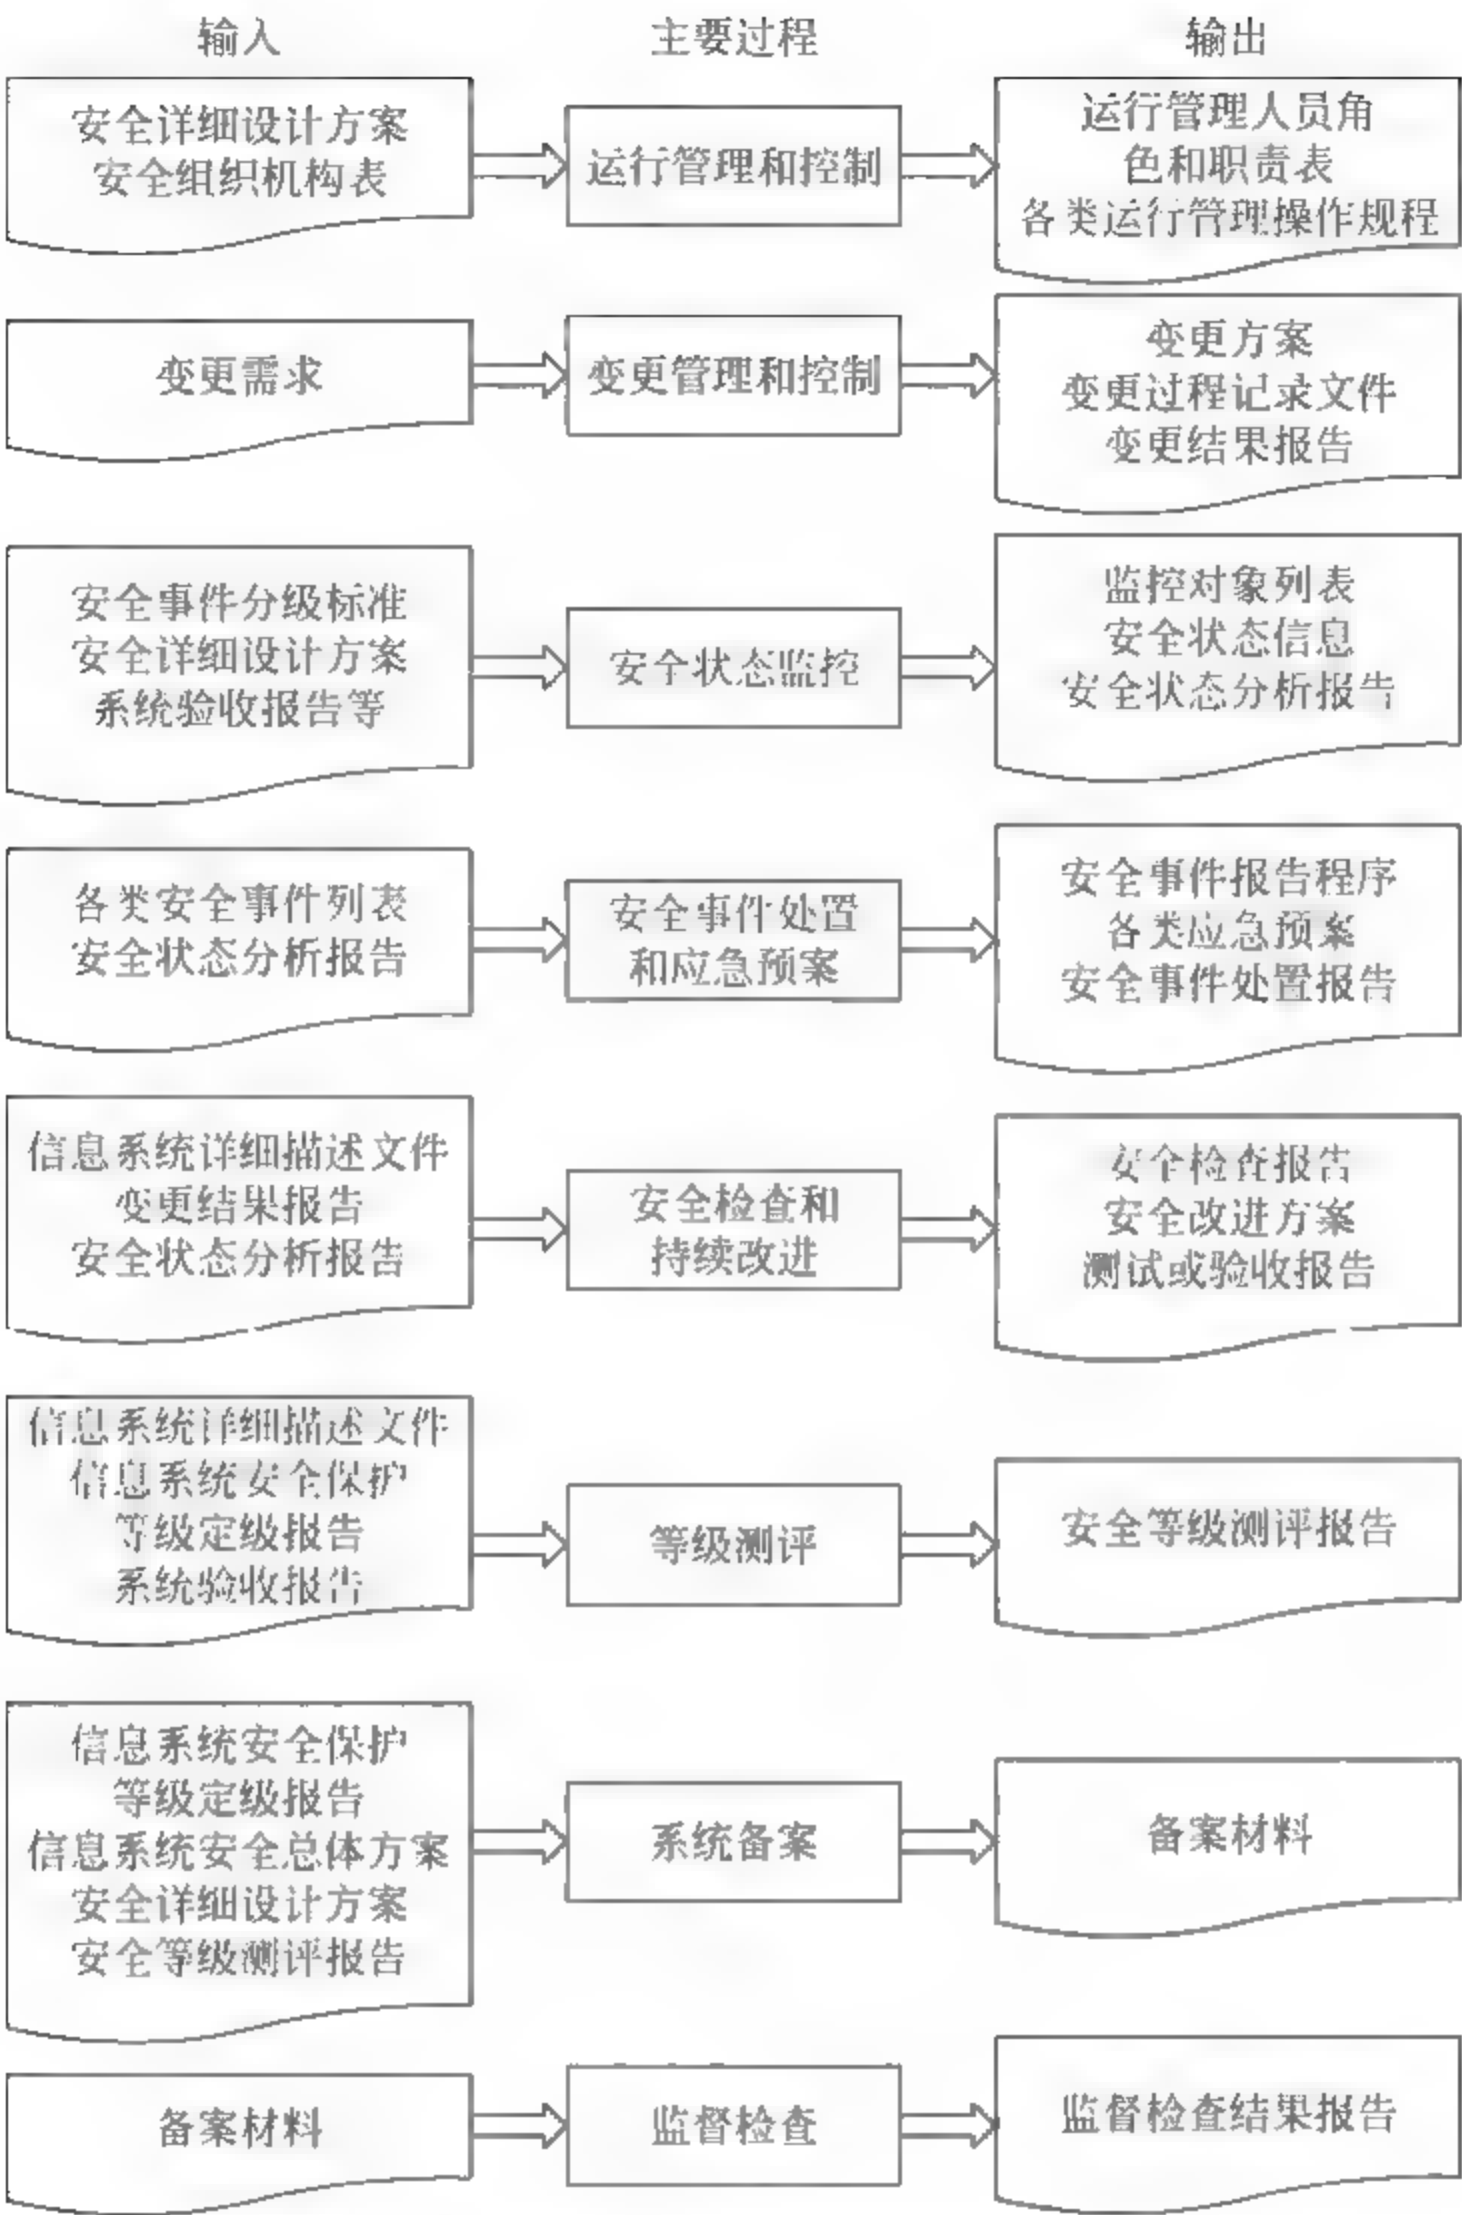 输入
主要过程
输出
安全详细设计方案
安全组织机构表
运行管理和控制
运行管理人员角
色和职责表
各类运行管理操作规程
变更需求
变更管理和控制
变更方案
变更过程记录文件
变更结果报告
安全事件分级标准
安全详细设计方案
系统验收报告等
安全状态监控
监控对象列表
安全状态信息
安全状态分析报告
各类安全事件列表
安全状态分析报告
安全事件处置
和应急预案
安全事件报告程序
各类应急预案
安全事件处置报告
信息系统详细描述文件
变更结果报告
安全状态分析报告
安全检查和
持续改进
安全检查报告
安全改进方案
测试或验收报告
信息系统详细描述文件
信息系统安全保护
等级定级报告
系统验收报告
等级测评
安全等级测评报告
信息系统安全保护
等级定级报告
信息系统安全总体方案
安全详细设计方案
安全等级测评报告
系统备案
备案材料
备案材料
监督检查
监督检查结果报告